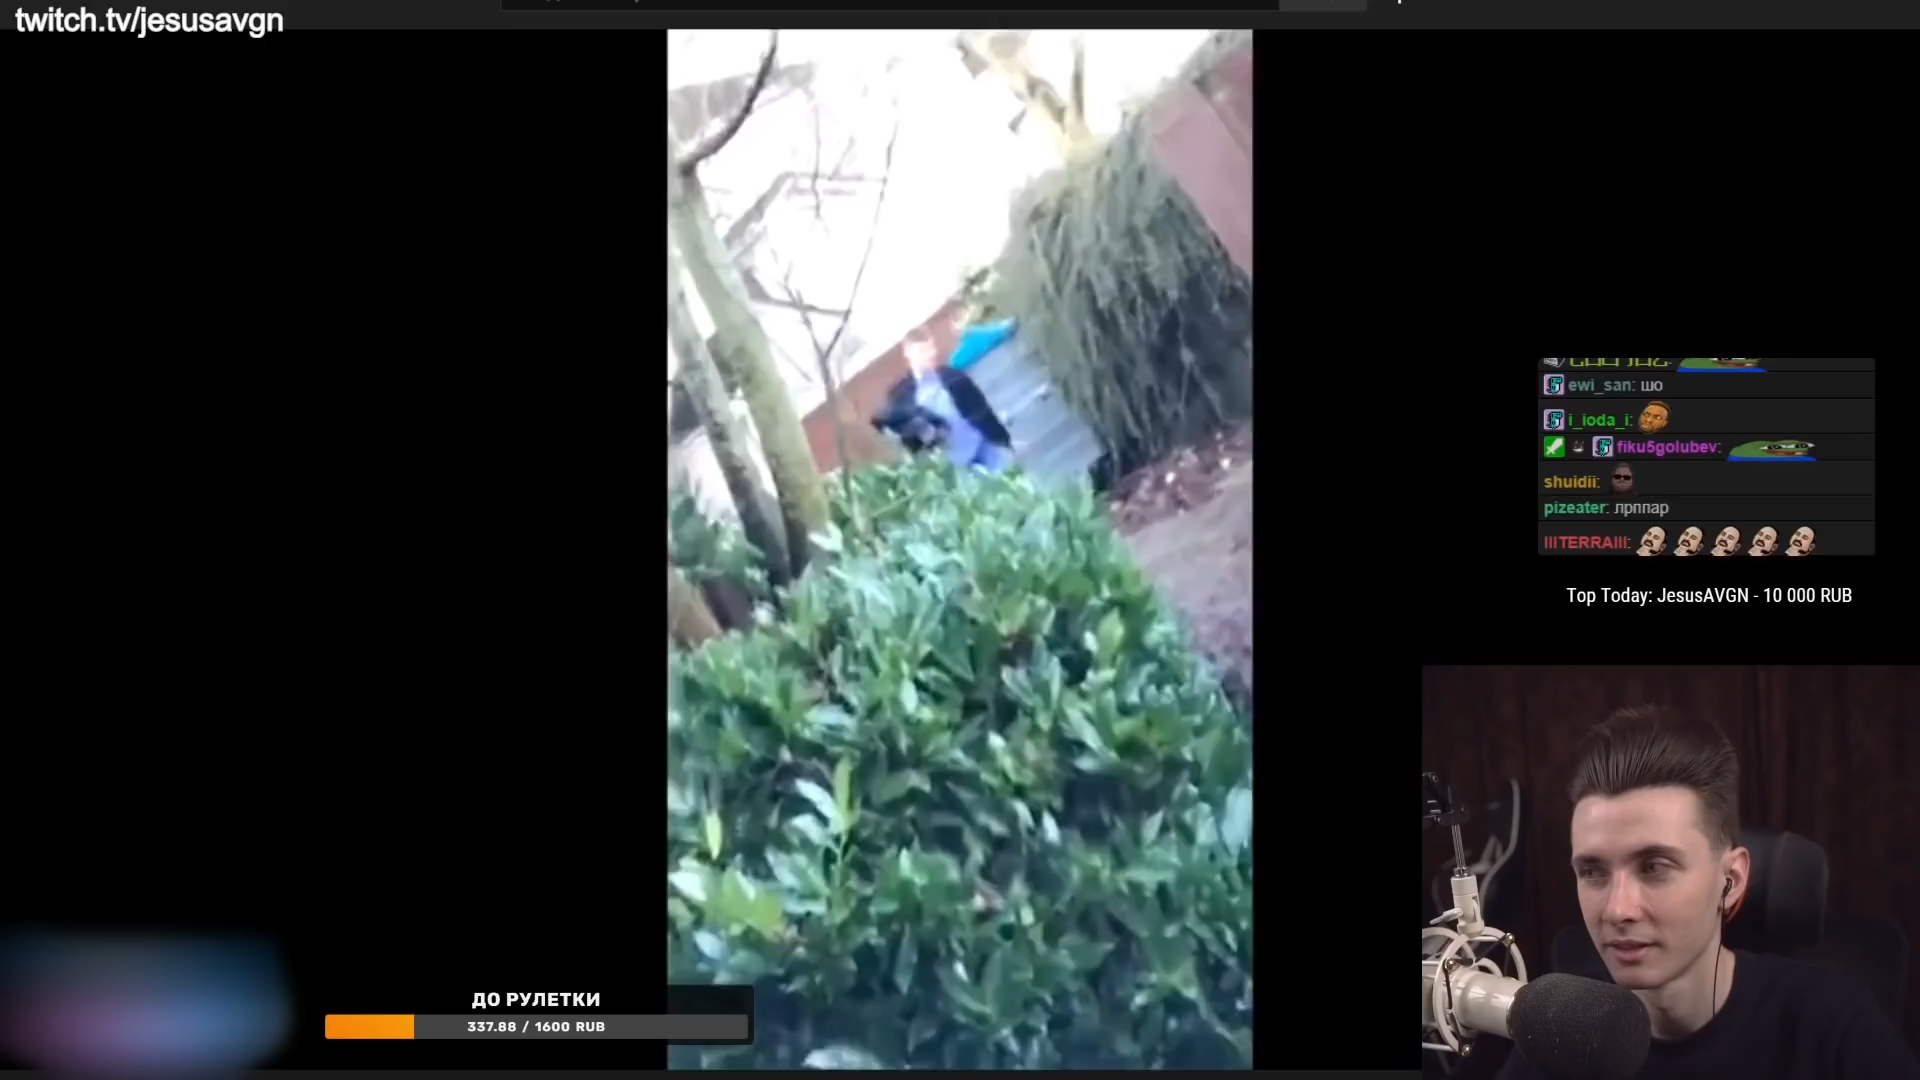 twitch.tv/jesusavgn
ewi_san: шо
i_ioda_i:
fiku5golubev:
shuidii:
pizeater: лрппар
IIITERRAIII:
Top Today: JesusAVGN - 10 000 RUB
ДО РУЛЕТКИ
337.88 / 1600 RUB